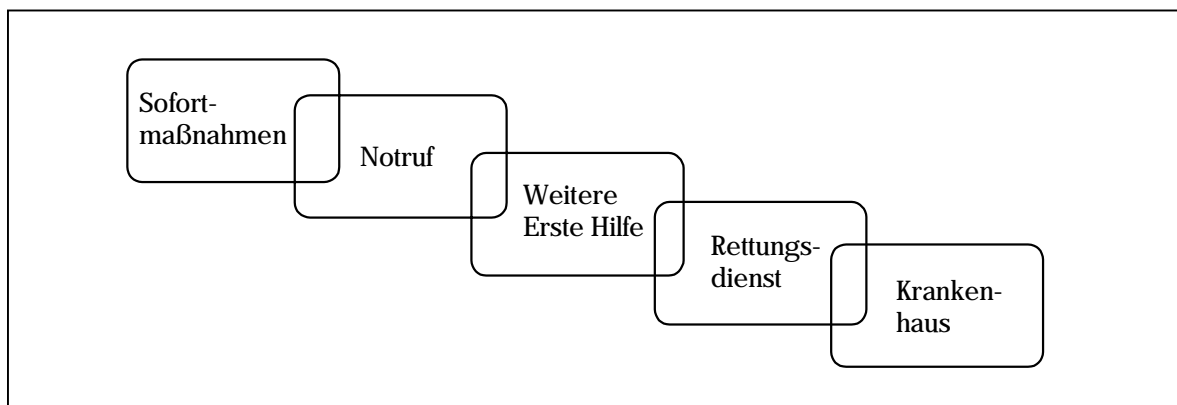 Sofort-
maßnahmen
Notruf
Weitere
Erste Hilfe
Rettungs-
dienst
Kranken-
haus